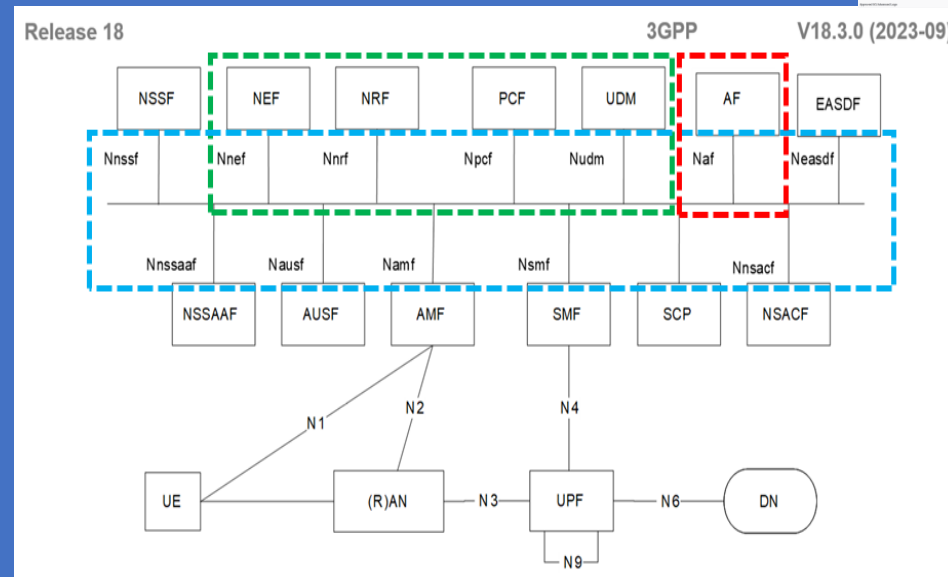 Release 18 3GPP V18.3.0 (2023-09)
NSSF NEF NRF PCF UDM AF EASDF
Nnssf Nnef Nnrf Npcf Nudm Naf Neasdf
Nnssaaf Nausf Namf Nsmf Nnsacf
NSSAAF AUSF AMF SMF SCP NSACF
N1 N2 N4
UE (R)AN N3 UPF N6 DN
N9